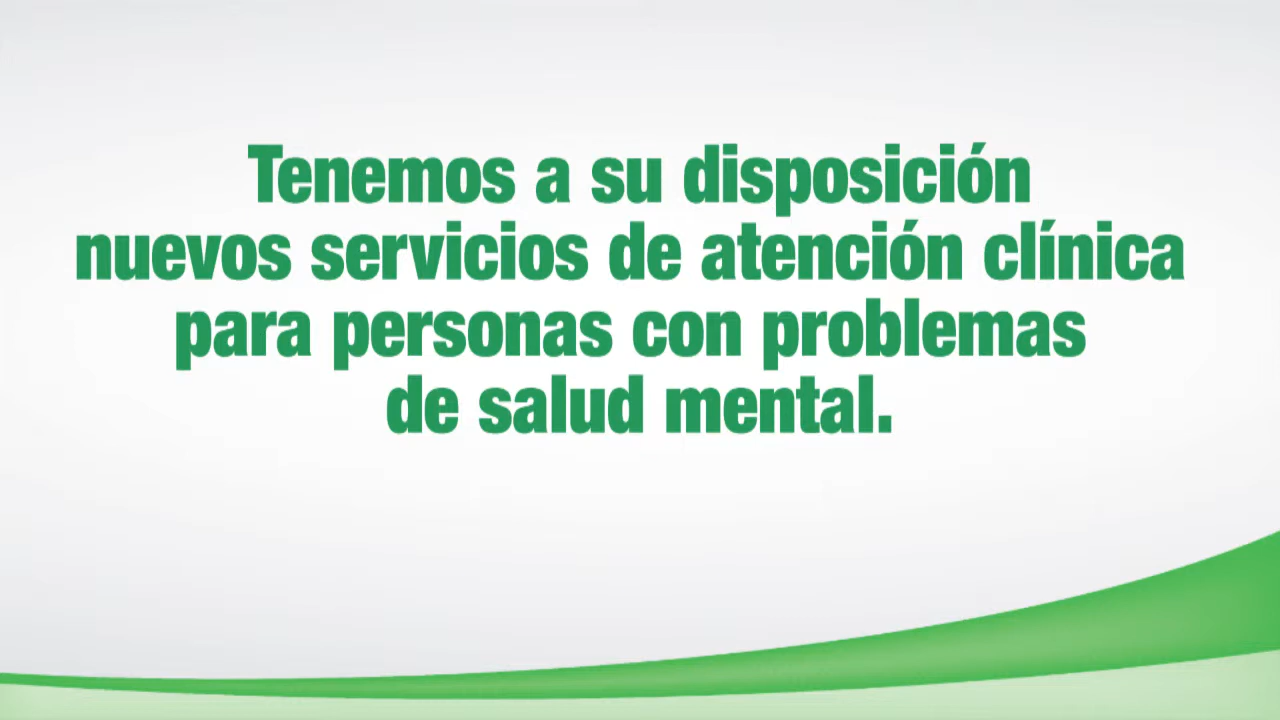 Tenemos a su disposición
nuevos servicios de atención clínica
para personas con problemas
de salud mental.